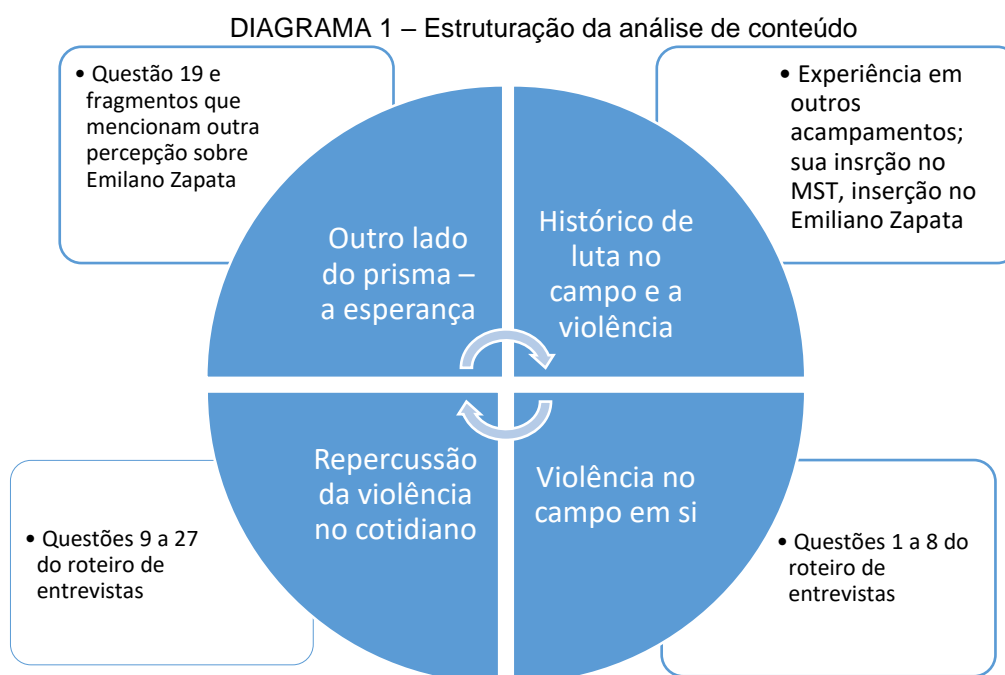 DIAGRAMA 1 – Estruturação da análise de conteúdo
• Questão 19 e
fragmentos que
mencionam outra
percepção sobre
Emilano Zapata
• Experiência em
outros
acampamentos;
sua insrção no
MST, inserção no
Emiliano Zapata
Outro lado
do prisma –
a esperança
Histórico de
luta no
campo e a
violência
Repercussão
da violência
no cotidiano
Violência no
campo em si
• Questões 9 a 27
do roteiro de
entrevistas
• Questões 1 a 8 do
roteiro de
entrevistas